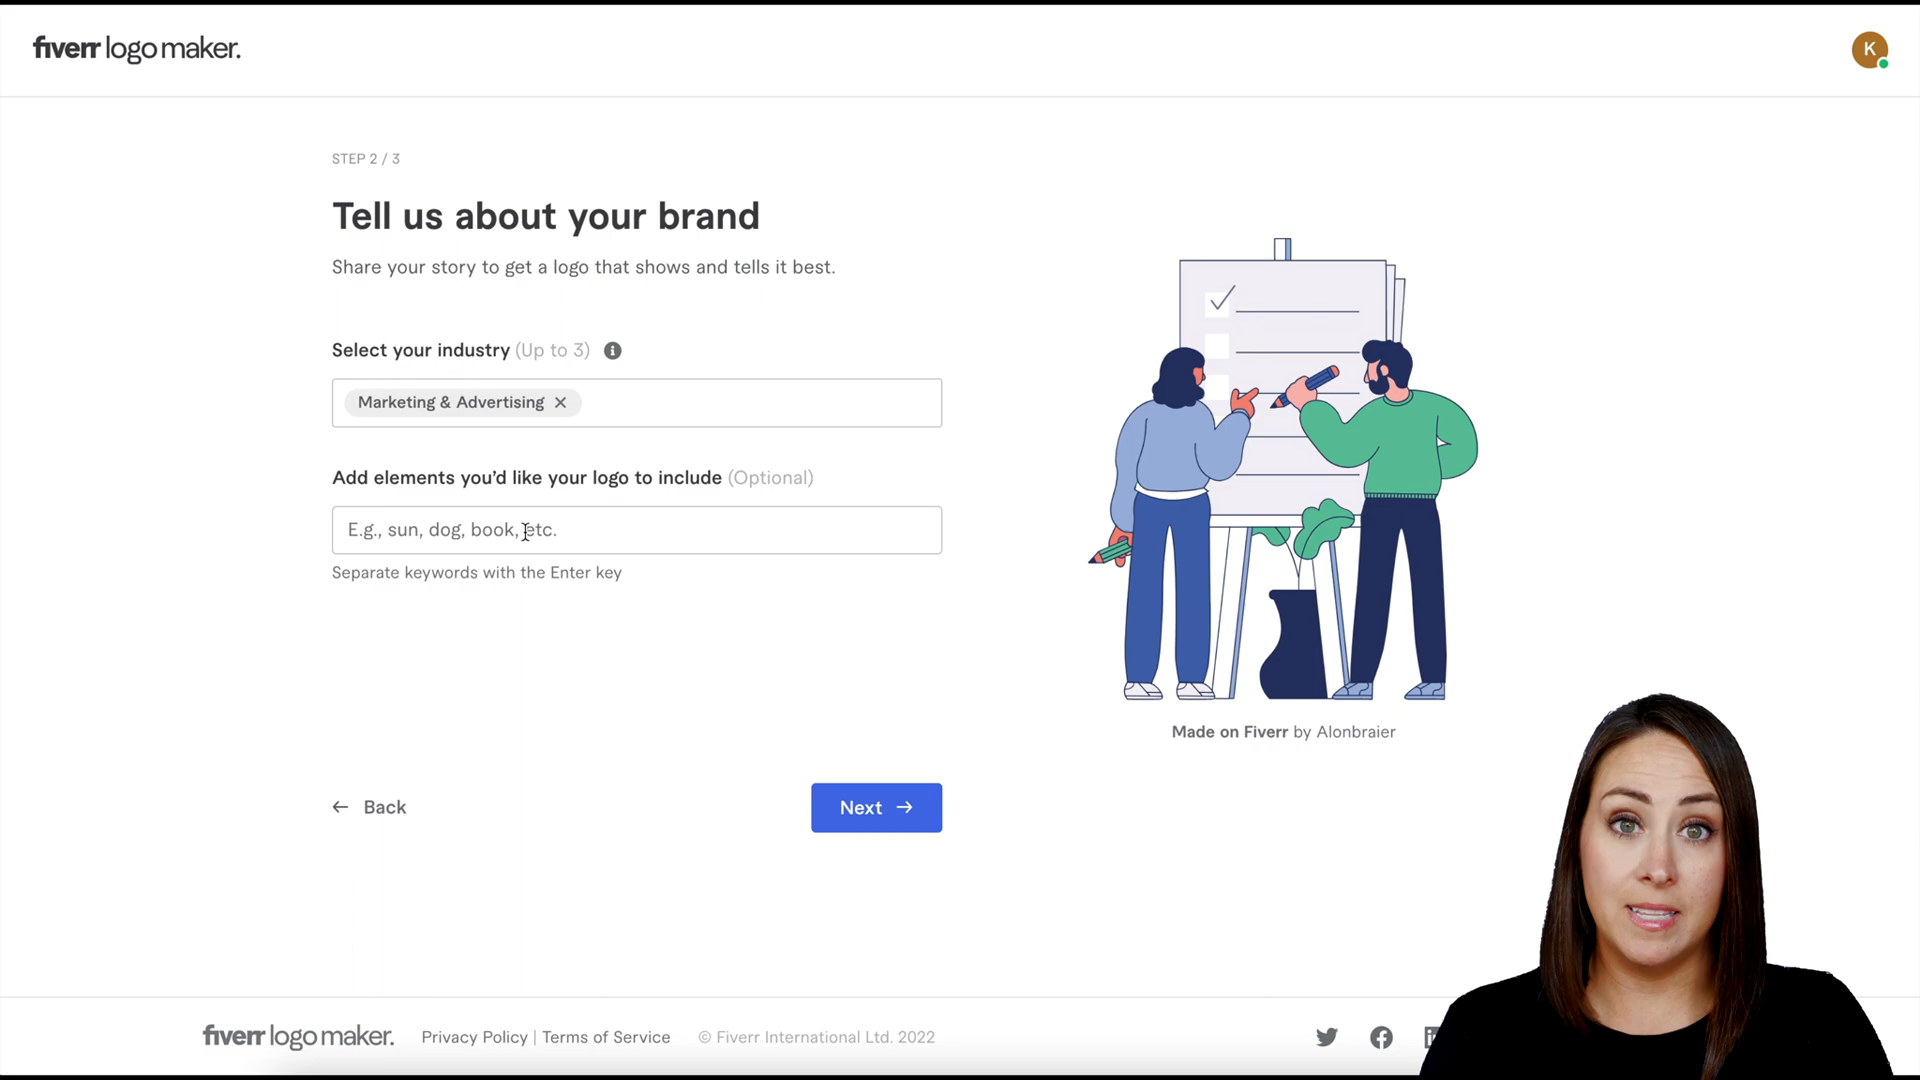 fiverr logo maker.
K
STEP 2 / 3
Tell us about your brand
Share your story to get a logo that shows and tells it best.
Select your industry (Up to 3)
Marketing & Advertising
Add elements you’d like your logo to include (Optional)
E.g., sun, dog, book, etc.
Separate keywords with the Enter key
Made on Fiverr by Alonbraier
Back
Next
fiverr logo maker. Privacy Policy | Terms of Service © Fiverr International Ltd. 2022